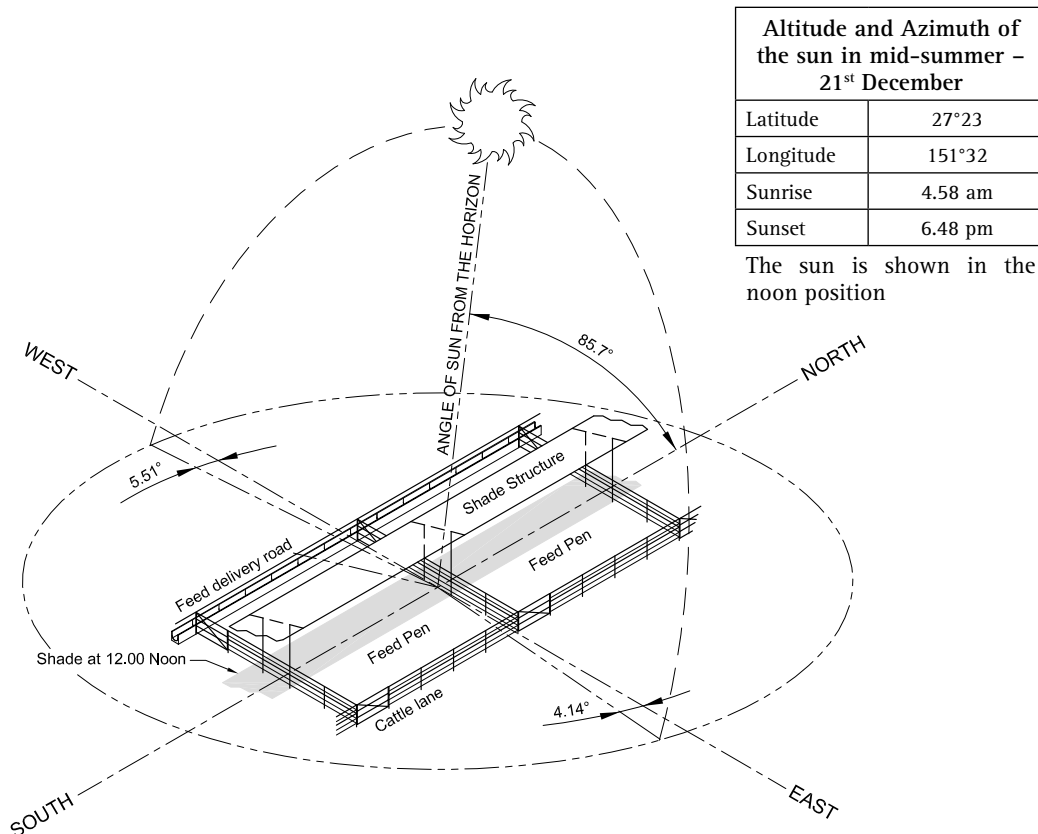 Altitude and Azimuth of
the sun in mid-summer –
21st December
Latitude 27°23
Longitude 151°32
Sunrise 4.58 am
Sunset 6.48 pm
The sun is shown in the
noon position
ANGLE OF SUN FROM THE HORIZON
85.7°
WEST
NORTH
5.51°
Shade Structure
Feed delivery road
Feed Pen
Feed Pen
Shade at 12.00 Noon
Cattle lane
4.14°
SOUTH
EAST